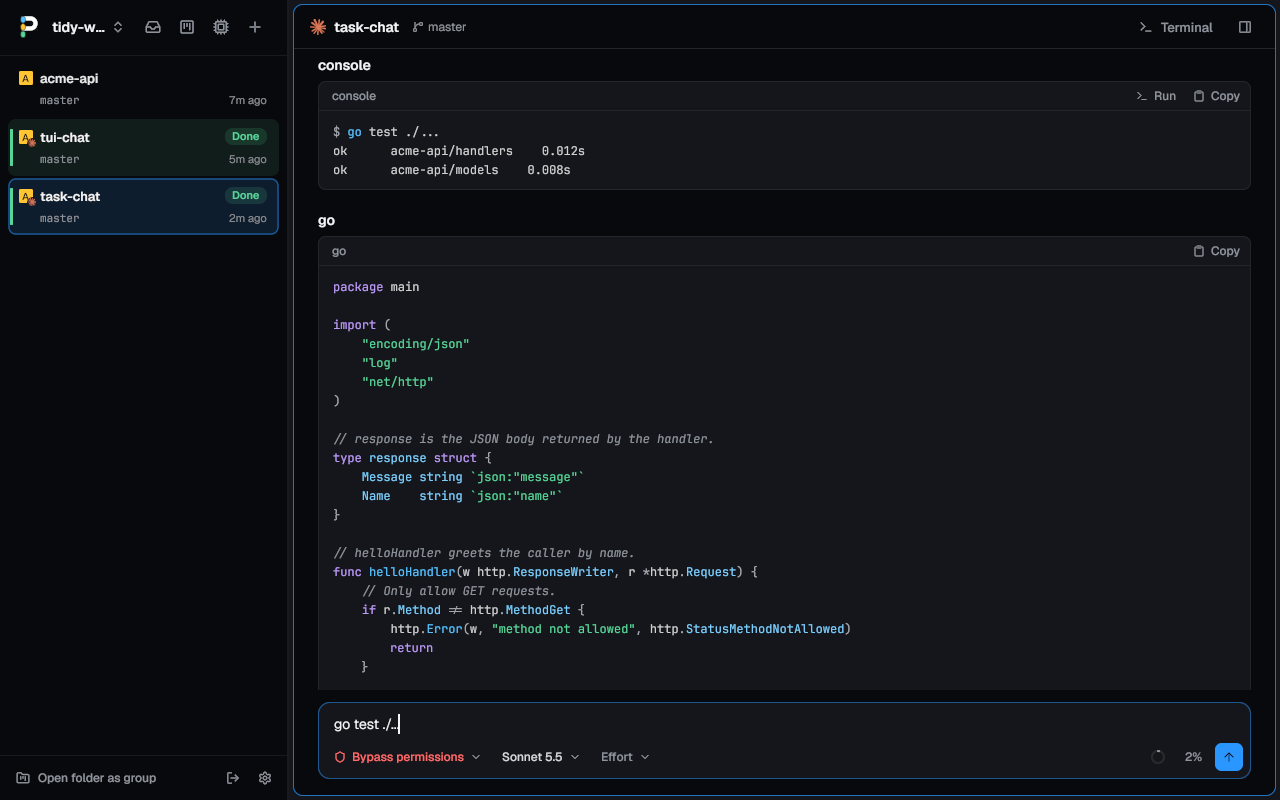 tidy-w...
A acme-api
master 7m ago
A tui-chat Done
master 5m ago
A task-chat Done
master 2m ago
Open folder as group
task-chat master Terminal
console
console Run Copy
$ go test ./...
ok      acme-api/handlers    0.012s
ok      acme-api/models    0.008s
go
go Copy
package main
import (
    "encoding/json"
    "log"
    "net/http"
)
// response is the JSON body returned by the handler.
type response struct {
    Message string `json:"message"`
    Name    string `json:"name"`
}
// helloHandler greets the caller by name.
func helloHandler(w http.ResponseWriter, r *http.Request) {
    // Only allow GET requests.
    if r.Method != http.MethodGet {
        http.Error(w, "method not allowed", http.StatusMethodNotAllowed)
        return
    }
go test ./..
Bypass permissions Sonnet 5.5 Effort 2%